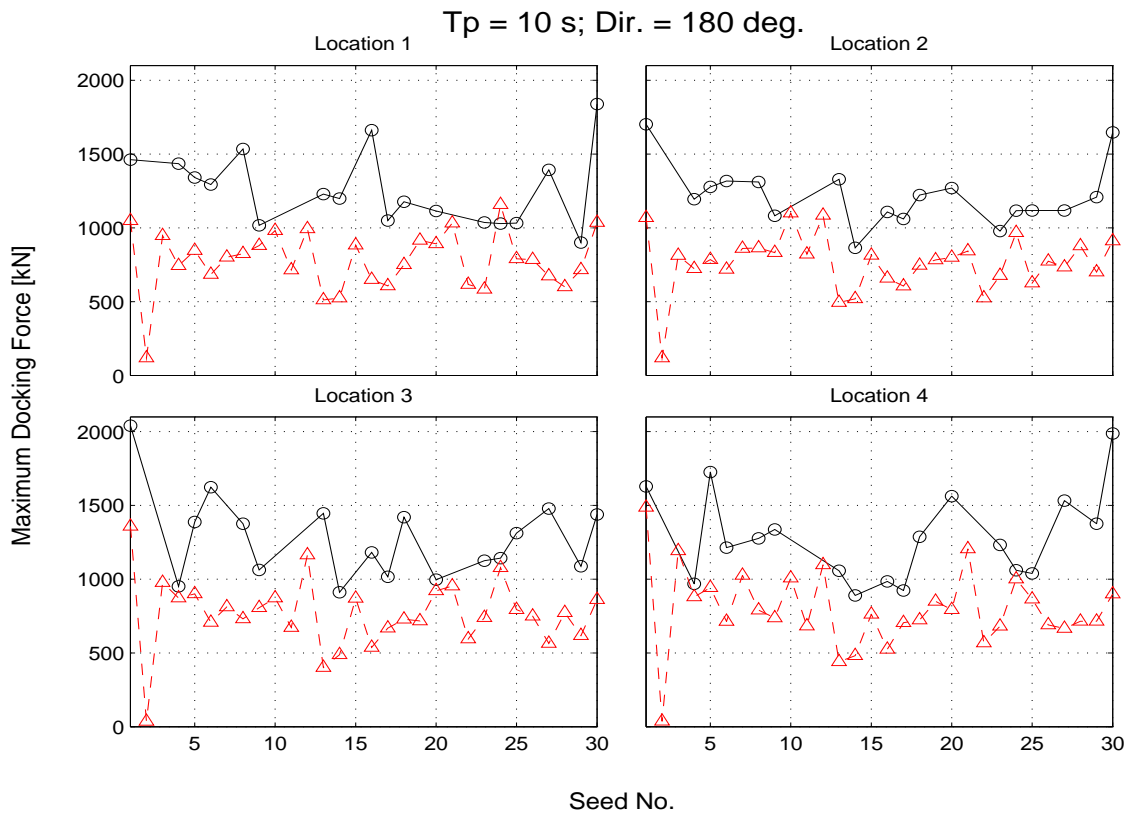 Tp = 10 s; Dir. = 180 deg.
Location 1
Location 2
2000
1500
1000
500
0
Location 3
Location 4
2000
1500
1000
500
0
5 10 15 20 25 30
5 10 15 20 25 30
Maximum Docking Force [kN]
Seed No.